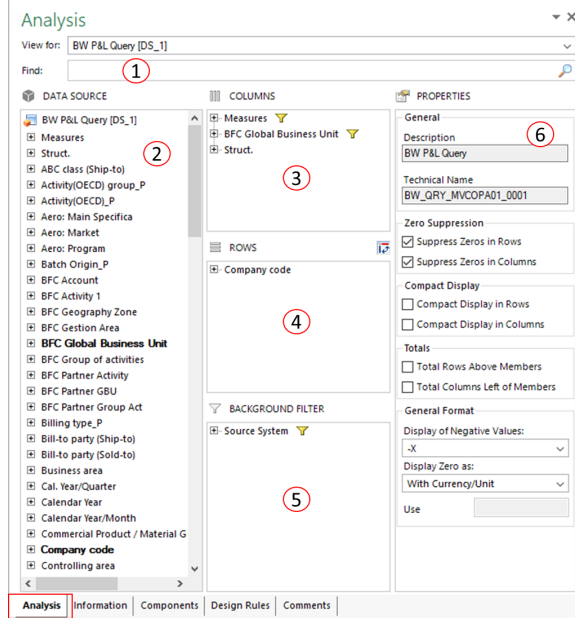 Analysis
View for: BW P&L Query [DS_1]
Find: 1
DATA SOURCE
BW P&L Query [DS_1]
Measures
Struct.
2
ABC class (Ship-to)
Activity(OECD) group_P
Activity(OECD)_P
Aero: Main Specifica
Aero: Market
Aero: Program
Batch Origin_P
BFC Account
BFC Activity 1
BFC Geography Zone
BFC Gestion Area
BFC Global Business Unit
BFC Group of activities
BFC Partner Activity
BFC Partner GBU
BFC Partner Group Act
Billing type_P
Bill-to party (Ship-to)
Bill-to party (Sold-to)
Business area
Cal. Year/Quarter
Calendar Year
Calendar Year/Month
Commercial Product / Material G
Company code
Controlling area
COLUMNS
Measures
BFC Global Business Unit
Struct.
3
ROWS
Company code
4
BACKGROUND FILTER
Source System
5
PROPERTIES
General
6
Description
BW P&L Query
Technical Name
BW_QRY_MVCOPA01_0001
Zero Suppression
Suppress Zeros in Rows
Suppress Zeros in Columns
Compact Display
Compact Display in Rows
Compact Display in Columns
Totals
Total Rows Above Members
Total Columns Left of Members
General Format
Display of Negative Values:
-X
Display Zero as:
With Currency/Unit
Use
Analysis Information Components Design Rules Comments